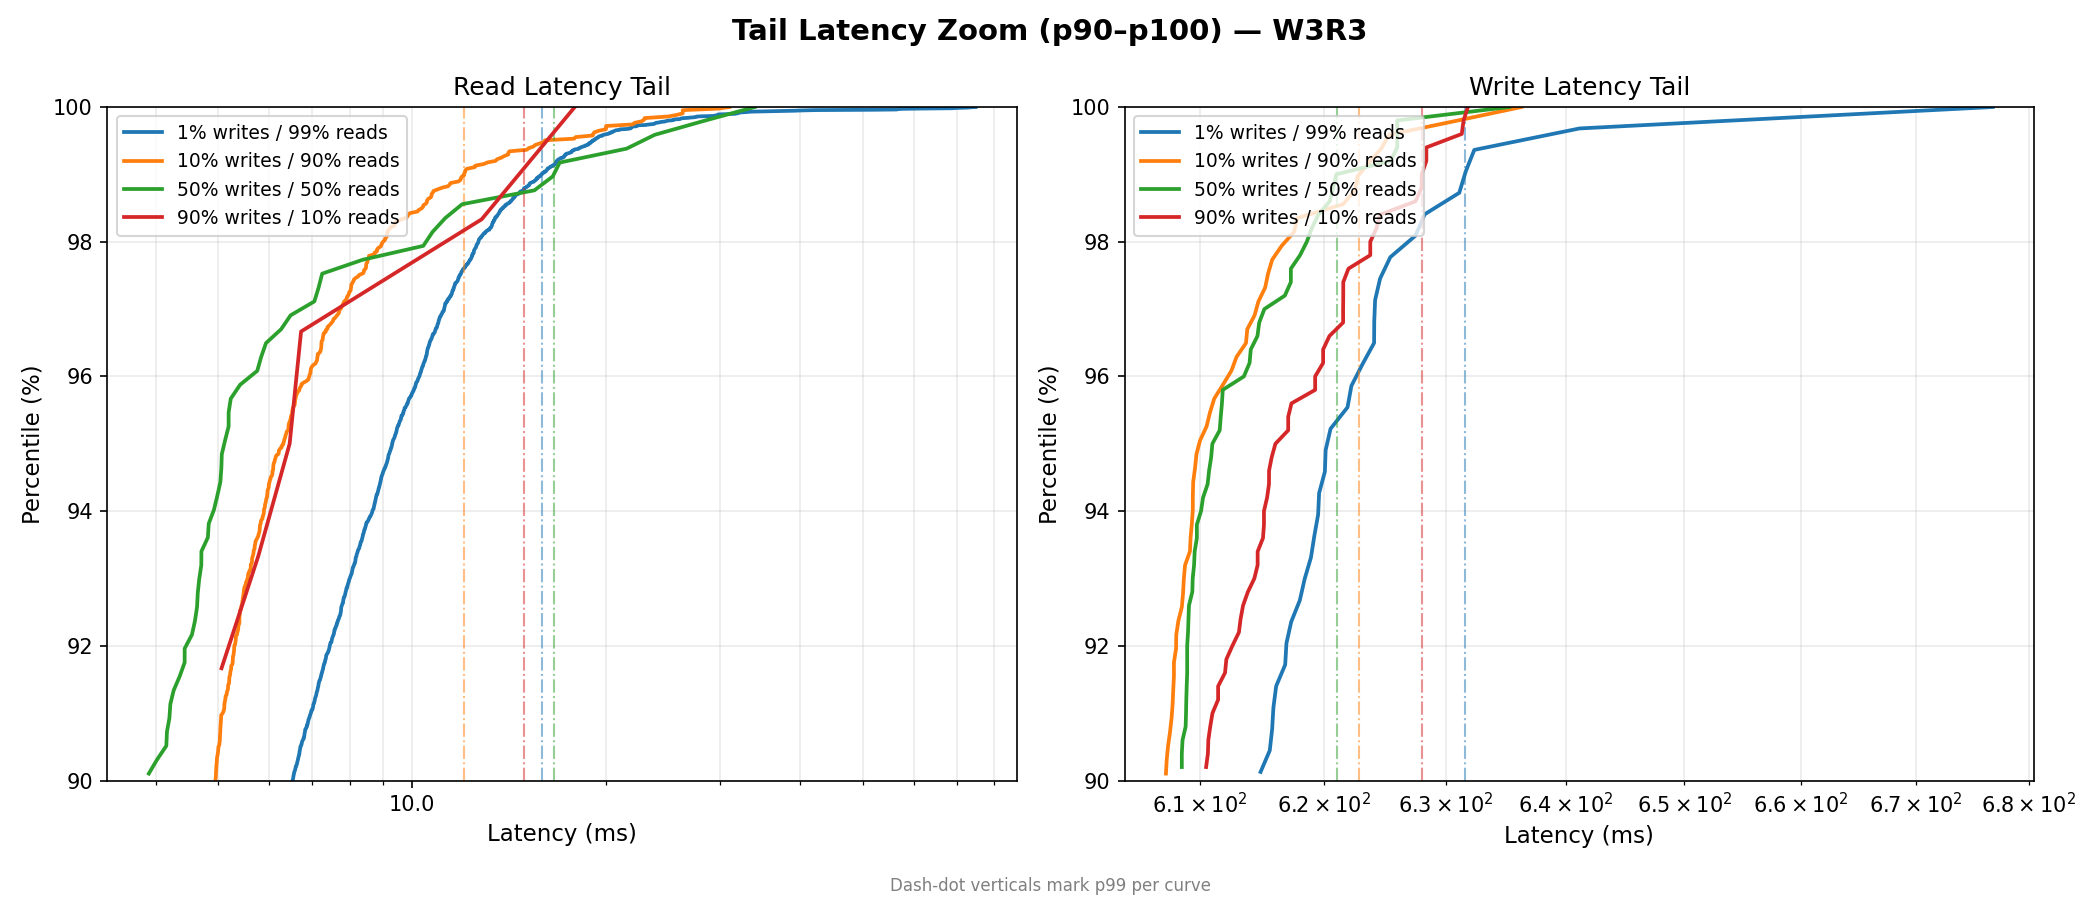 Tail Latency Zoom (p90–p100) — W3R3
Read Latency Tail
100
98
96
94
92
90
Percentile (%)
1% writes / 99% reads
10% writes / 90% reads
50% writes / 50% reads
90% writes / 10% reads
10.0
Latency (ms)
Write Latency Tail
100
98
96
94
92
90
Percentile (%)
1% writes / 99% reads
10% writes / 90% reads
50% writes / 50% reads
90% writes / 10% reads
6.1 × 10² 6.2 × 10² 6.3 × 10² 6.4 × 10² 6.5 × 10² 6.6 × 10² 6.7 × 10² 6.8 × 10²
Latency (ms)
Dash-dot verticals mark p99 per curve